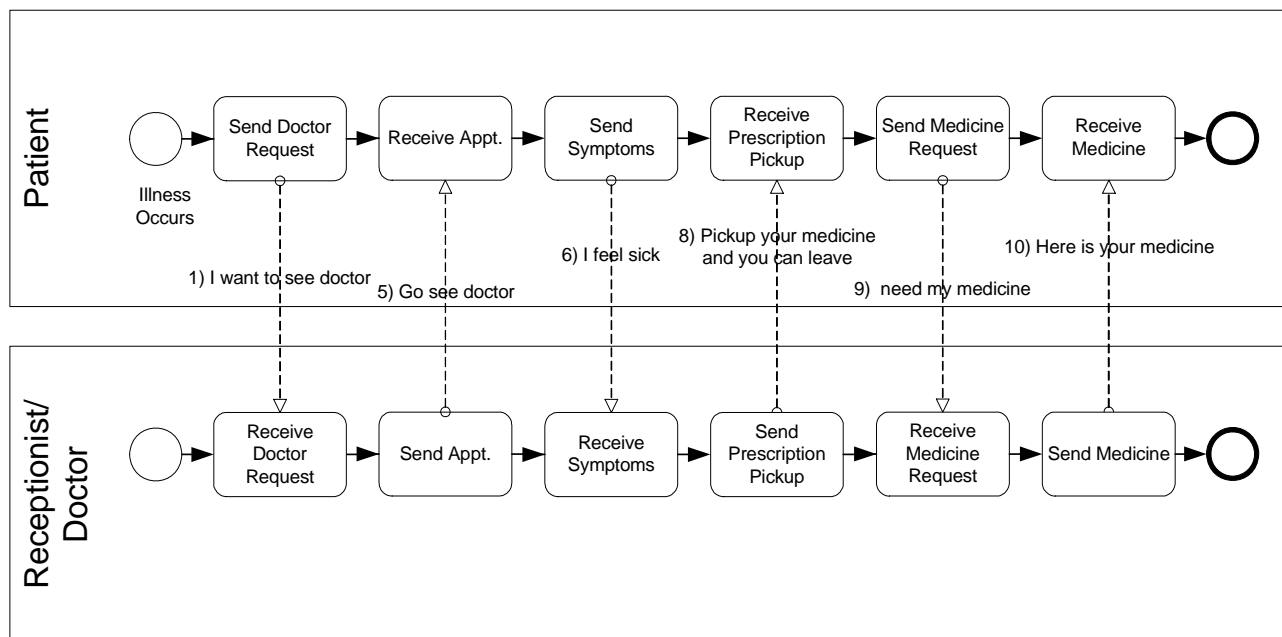 Patient
Send Doctor
Request
Receive Appt.
Send
Symptoms
Receive
Prescription
Pickup
Send Medicine
Request
Receive
Medicine
Illness
Occurs
1) I want to see doctor
5) Go see doctor
6) I feel sick
8) Pickup your medicine
and you can leave
9)  need my medicine
10) Here is your medicine
Receptionist/
Doctor
Receive
Doctor
Request
Send Appt.
Receive
Symptoms
Send
Prescription
Pickup
Receive
Medicine
Request
Send Medicine